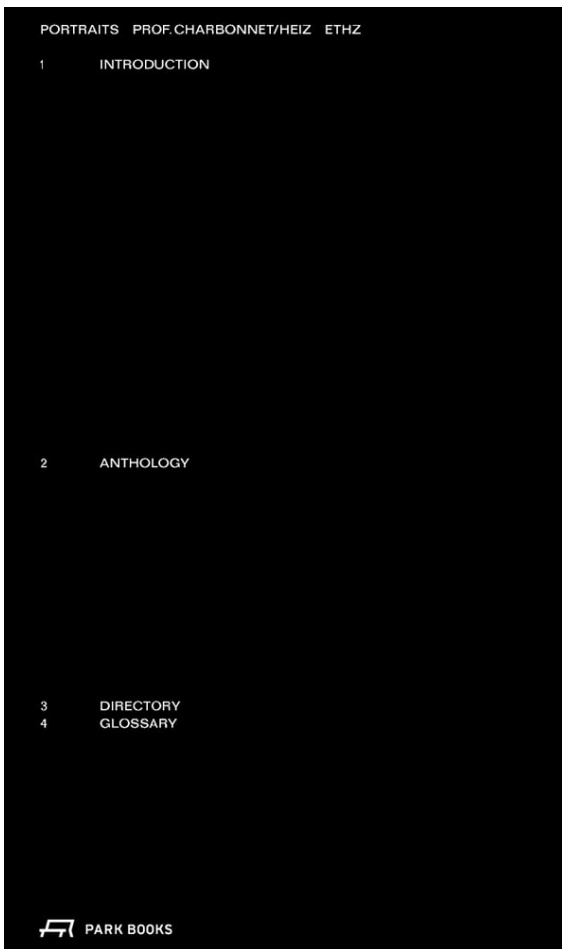 PORTRAITS PROF. CHARBONNET/HEIZ ETHZ
1 INTRODUCTION
2 ANTHOLOGY
3 DIRECTORY
4 GLOSSARY
PARK BOOKS